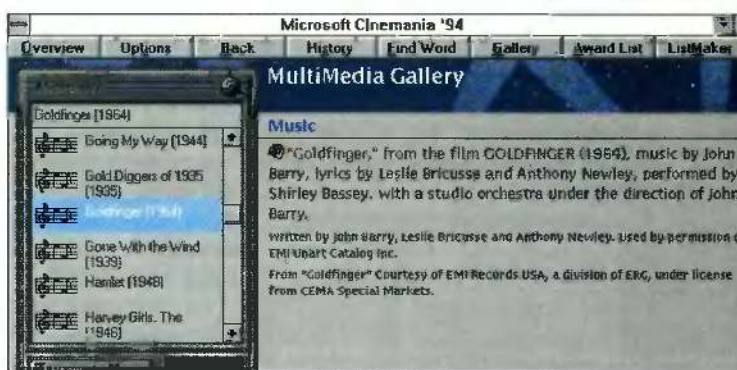 Microsoft Cinemania '94
Overview Options Back History Find Word Gallery Award List ListMaker
MultiMedia Gallery
Goldfinger (1964)
Going My Way (1944)
Gold Diggers of 1935
(1935)
Goldfinger (1964)
Gone With the Wind
(1939)
Hamlet (1948)
Harvey Girls, The
(1946)
Music
"Goldfinger," from the film GOLDFINGER (1964), music by John
Barry, lyrics by Leslie Bricusse and Anthony Newley, performed by
Shirley Bassey, with a studio orchestra under the direction of John
Barry.
Written by John Barry, Leslie Bricusse and Anthony Newley. Used by permission
EMI Unart Catalog Inc.
From "Goldfinger" Courtesy of EMI Records USA, a division of ERG, under license
from CEMA Special Markets.